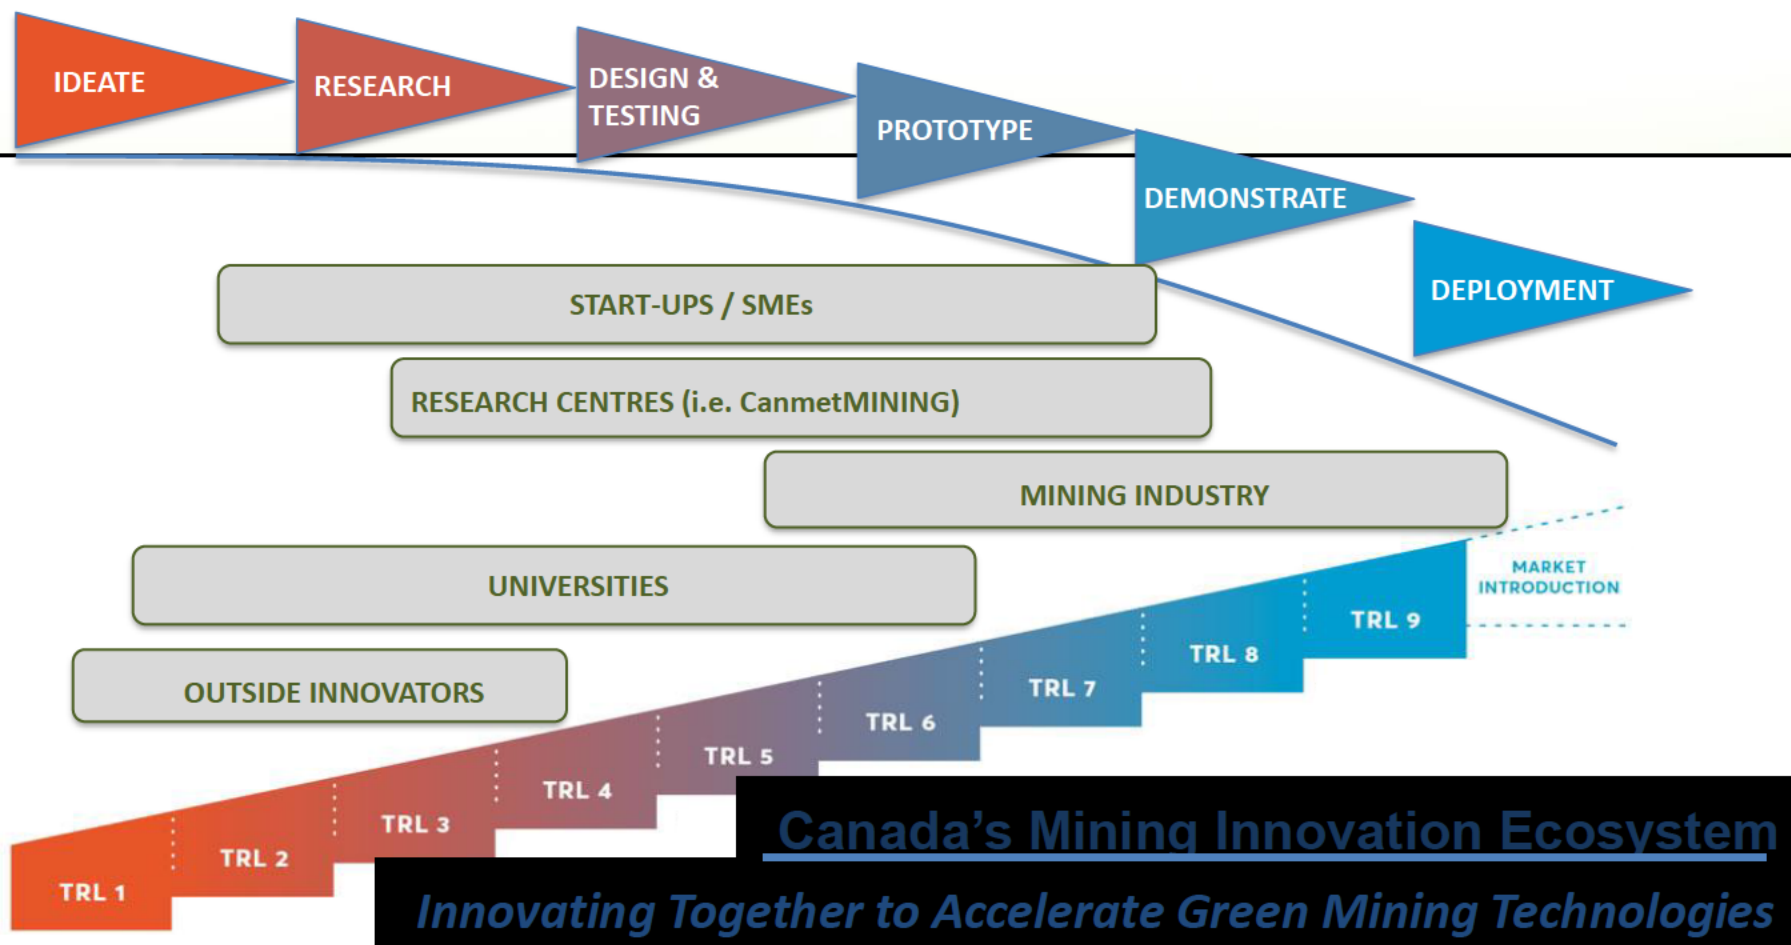 IDEATE
RESEARCH
DESIGN &
TESTING
PROTOTYPE
DEMONSTRATE
DEPLOYMENT
START-UPS / SMEs
RESEARCH CENTRES (i.e. CanmetMINING)
MINING INDUSTRY
UNIVERSITIES
OUTSIDE INNOVATORS
MARKET
INTRODUCTION
TRL 1
TRL 2
TRL 3
TRL 4
TRL 5
TRL 6
TRL 7
TRL 8
TRL 9
Canada's Mining Innovation Ecosystem
Innovating Together to Accelerate Green Mining Technologies